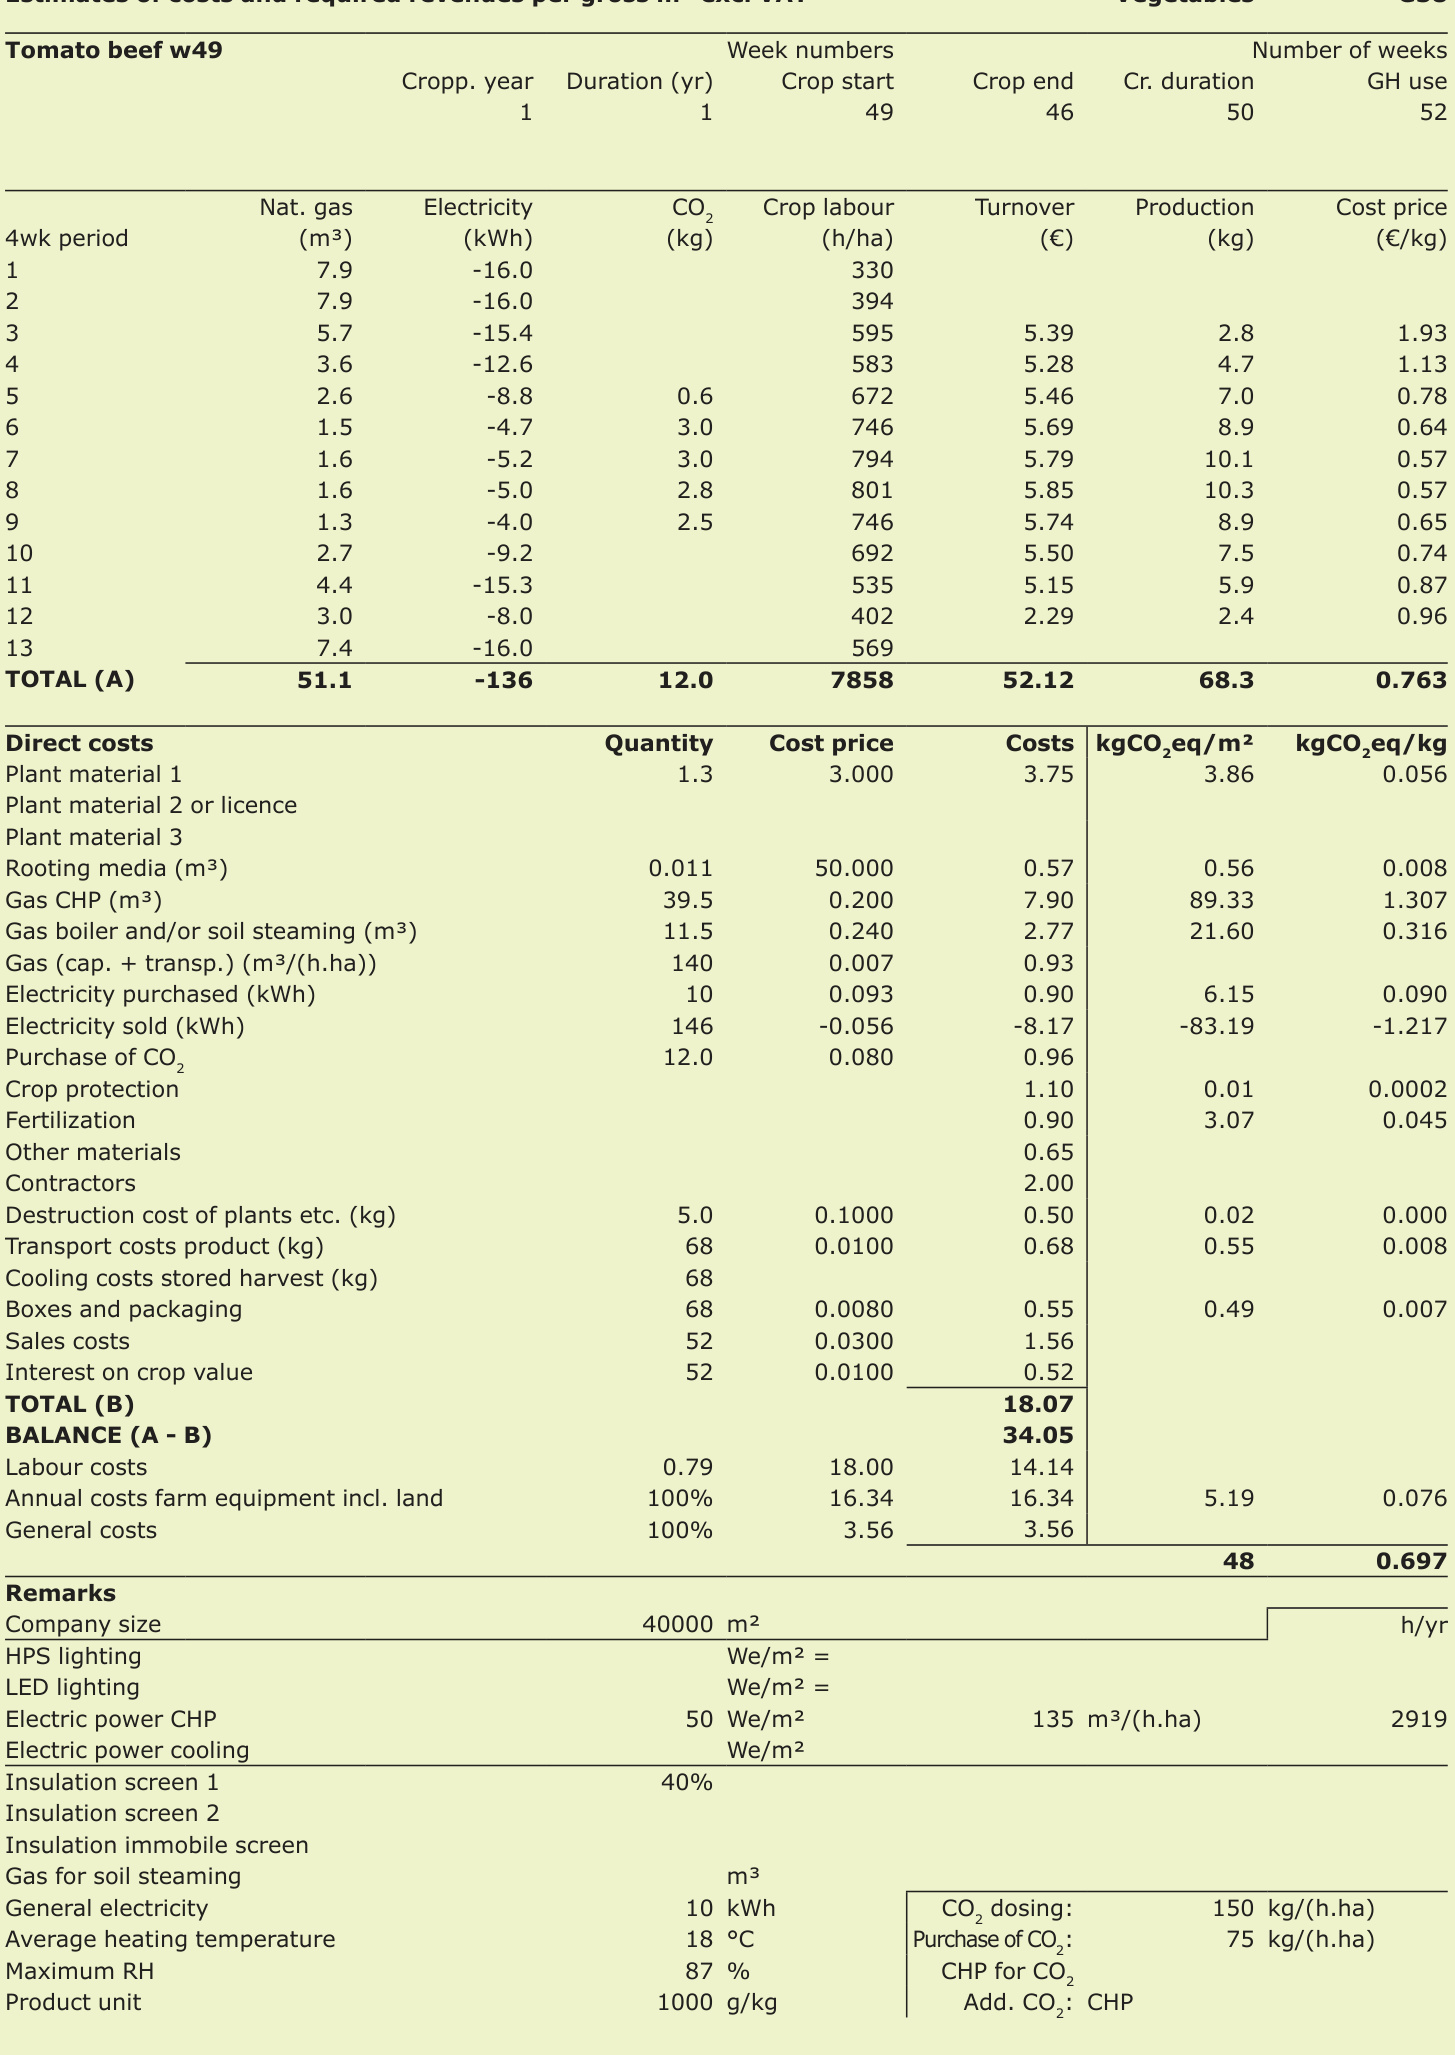 Estimates of costs and required revenues per gross m² excl VAT Vegetables
Tomato beef w49 Week numbers Number of weeks
Cropp. year Duration (yr) Crop start Crop end Cr. duration GH use
1 1 49 46 50 52
Nat. gas Electricity CO₂ Crop labour Turnover Production Cost price
4wk period (m³) (kWh) (kg) (h/ha) (€) (kg) (€/kg)
1 7.9 -16.0 330
2 7.9 -16.0 394
3 5.7 -15.4 595 5.39 2.8 1.93
4 3.6 -12.6 583 5.28 4.7 1.13
5 2.6 -8.8 0.6 672 5.46 7.0 0.78
6 1.5 -4.7 3.0 746 5.69 8.9 0.64
7 1.6 -5.2 3.0 794 5.79 10.1 0.57
8 1.6 -5.0 2.8 801 5.85 10.3 0.57
9 1.3 -4.0 2.5 746 5.74 8.9 0.65
10 2.7 -9.2 692 5.50 7.5 0.74
11 4.4 -15.3 535 5.15 5.9 0.87
12 3.0 -8.0 402 2.29 2.4 0.96
13 7.4 -16.0 569
TOTAL (A) 51.1 -136 12.0 7858 52.12 68.3 0.763
Direct costs Quantity Cost price Costs kgCO₂eq/m² kgCO₂eq/kg
Plant material 1 1.3 3.000 3.75 3.86 0.056
Plant material 2 or licence
Plant material 3
Rooting media (m³) 0.011 50.000 0.57 0.56 0.008
Gas CHP (m³) 39.5 0.200 7.90 89.33 1.307
Gas boiler and/or soil steaming (m³) 11.5 0.240 2.77 21.60 0.316
Gas (cap. + transp.) (m³/(h.ha)) 140 0.007 0.93
Electricity purchased (kWh) 10 0.093 0.90 6.15 0.090
Electricity sold (kWh) 146 -0.056 -8.17 -83.19 -1.217
Purchase of CO₂ 12.0 0.080 0.96
Crop protection 1.10 0.01 0.0002
Fertilization 0.90 3.07 0.045
Other materials 0.65
Contractors 2.00
Destruction cost of plants etc. (kg) 5.0 0.1000 0.50 0.02 0.000
Transport costs product (kg) 68 0.0100 0.68 0.55 0.008
Cooling costs stored harvest (kg) 68
Boxes and packaging 68 0.0080 0.55 0.49 0.007
Sales costs 52 0.0300 1.56
Interest on crop value 52 0.0100 0.52
TOTAL (B) 18.07
BALANCE (A - B) 34.05
Labour costs 0.79 18.00 14.14
Annual costs farm equipment incl. land 100% 16.34 16.34 5.19 0.076
General costs 100% 3.56 3.56
48 0.697
Remarks
Company size 40000 m² h/yr
HPS lighting We/m² =
LED lighting We/m² =
Electric power CHP 50 We/m² 135 m³/(h.ha) 2919
Electric power cooling We/m²
Insulation screen 1 40%
Insulation screen 2
Insulation immobile screen
Gas for soil steaming m³
General electricity 10 kWh CO₂ dosing: 150 kg/(h.ha)
Average heating temperature 18 °C Purchase of CO₂: 75 kg/(h.ha)
Maximum RH 87 % CHP for CO₂
Product unit 1000 g/kg Add. CO₂: CHP